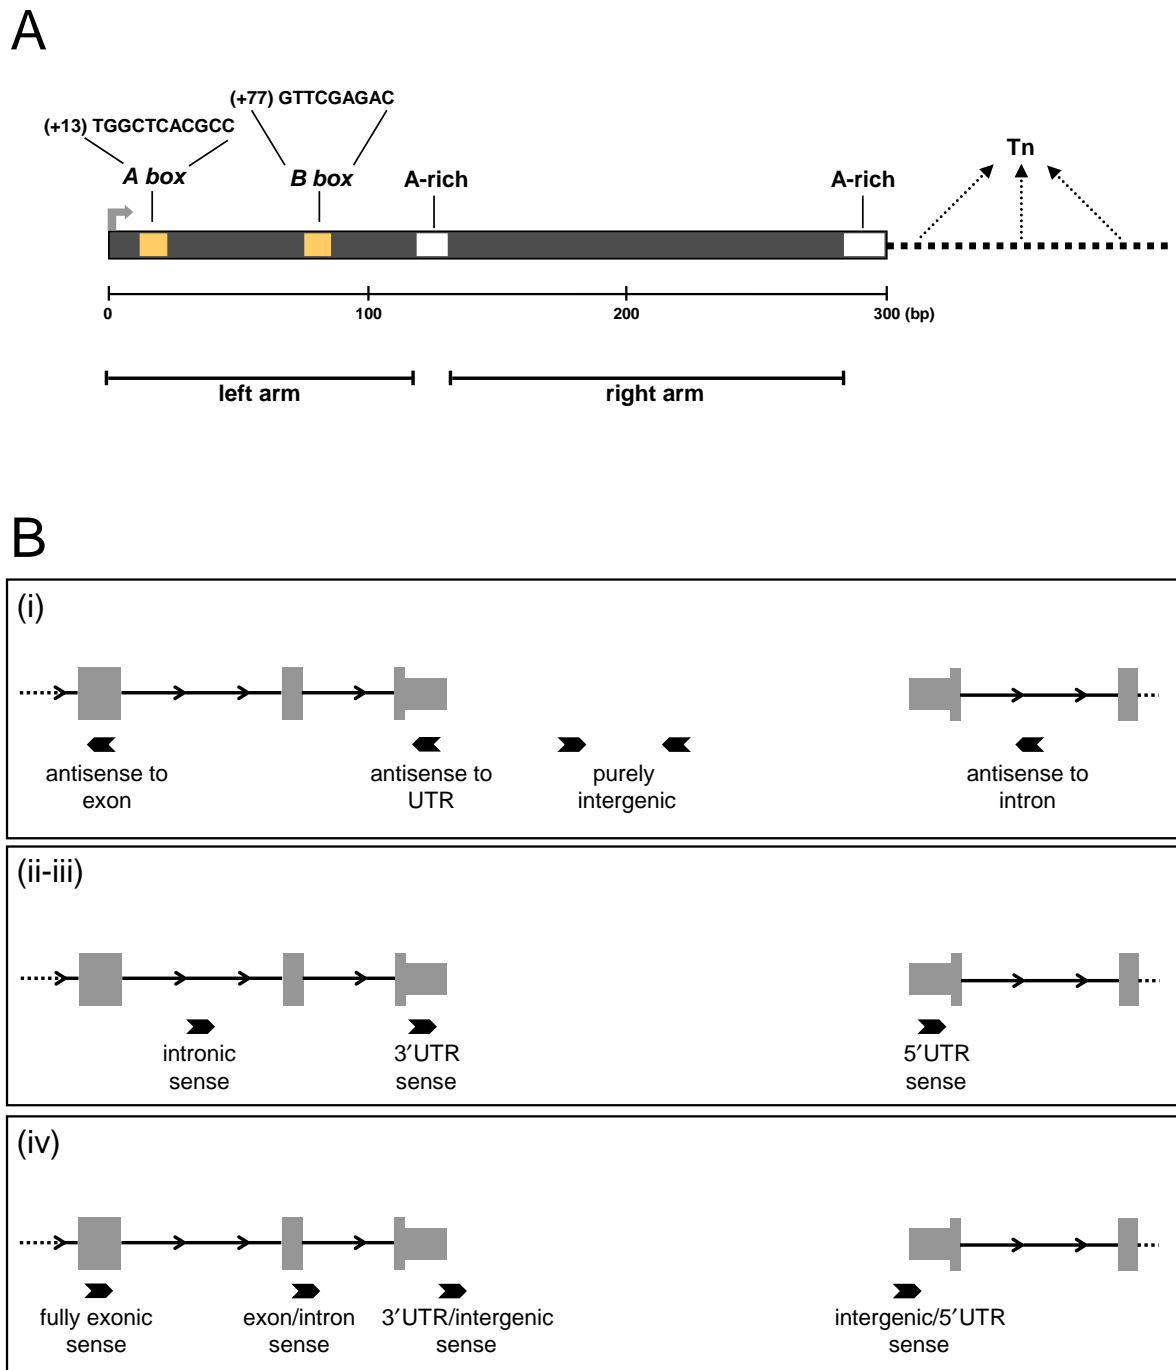 A
(+77) GTTCGAGAC
(+13) TGGCTCACGCC
Tn
A box
B box
A-rich
A-rich
0
100
200
300 (bp)
left arm
right arm
B
(i)
antisense to
exon
antisense to
UTR
purely
intergenic
antisense to
intron
(ii-iii)
intronic
sense
3′UTR
sense
5′UTR
sense
(iv)
fully exonic
sense
exon/intron
sense
3′UTR/intergenic
sense
intergenic/5′UTR
sense